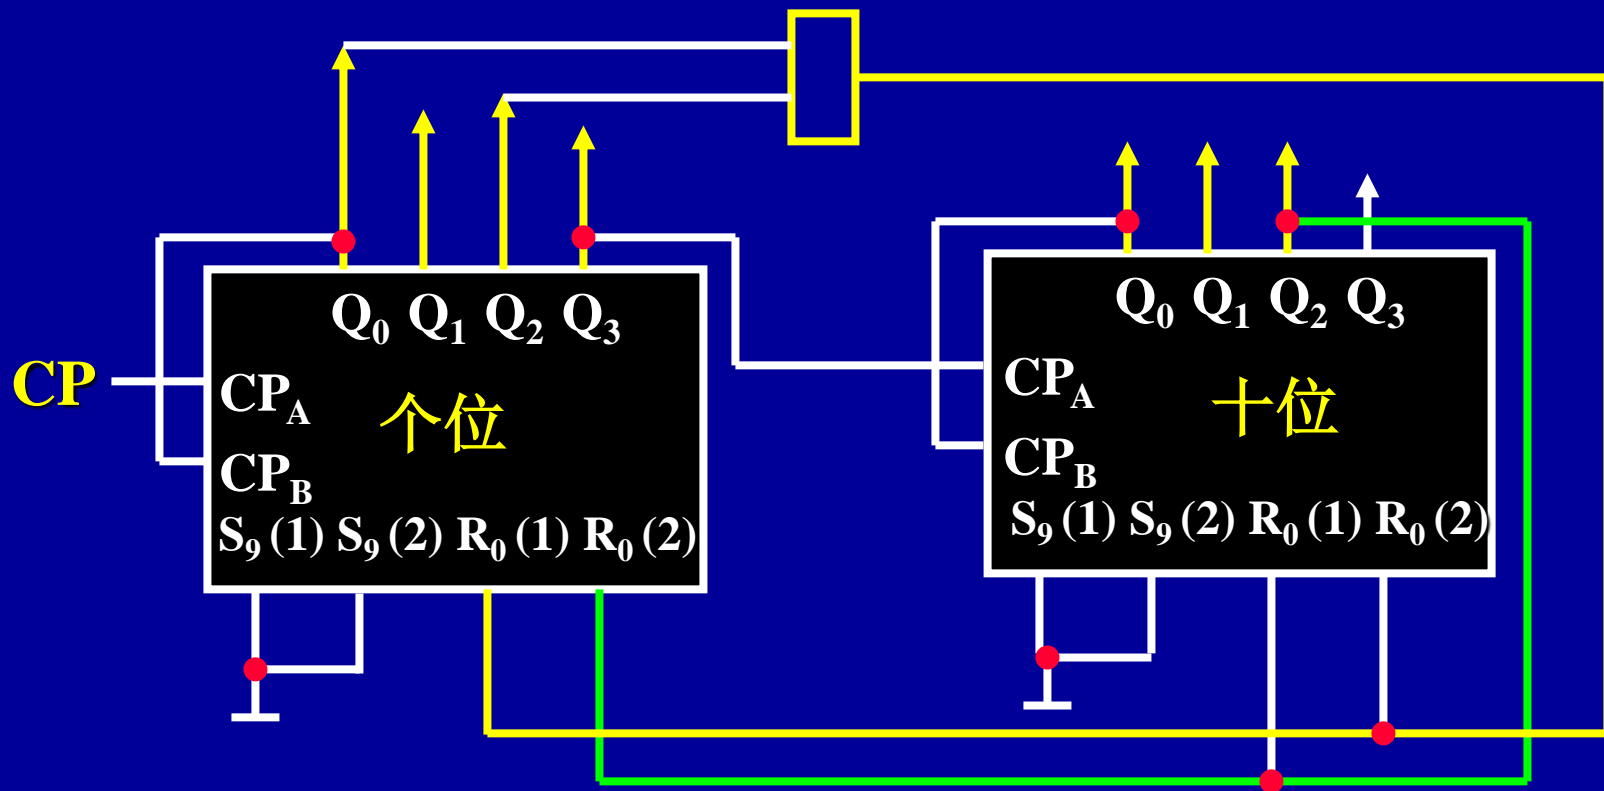 Q0 Q1 Q2 Q3
Q0 Q1 Q2 Q3
CP
CPA
个位
CPB
S9 (1) S9 (2) R0 (1) R0 (2)
CPA
十位
CPB
S9 (1) S9 (2) R0 (1) R0 (2)